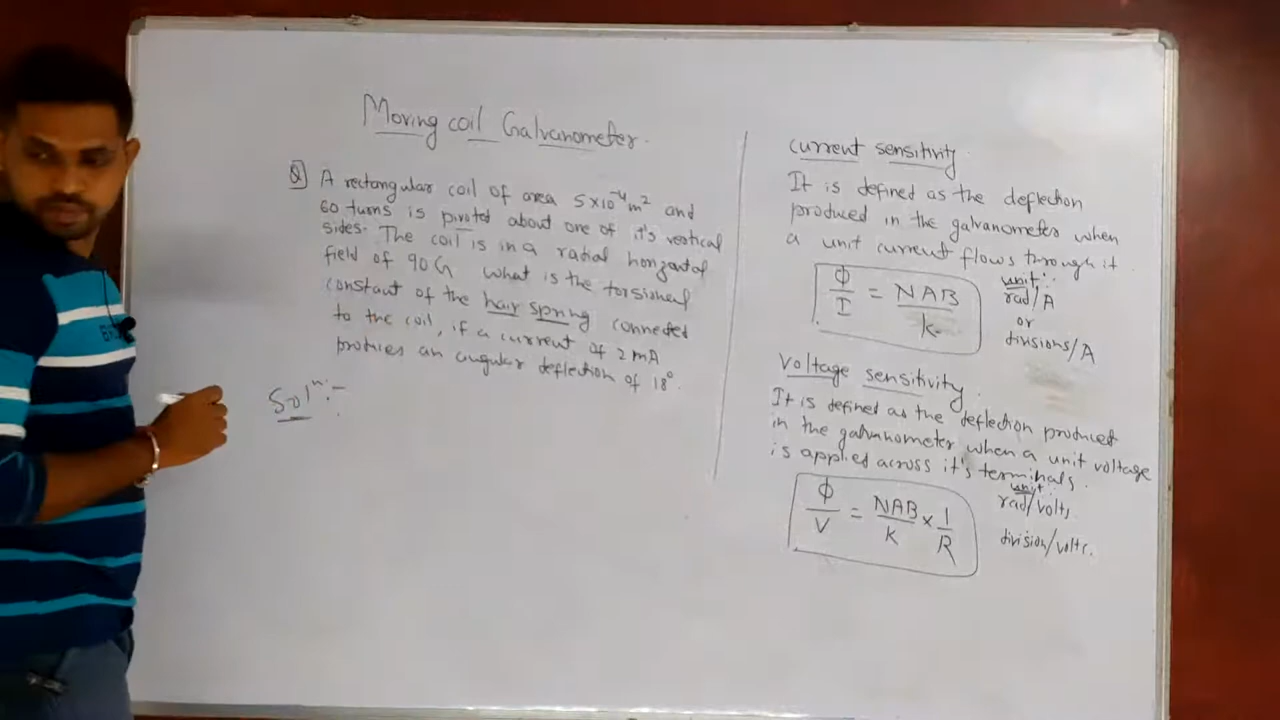 Moving coil Galvanometer.
Q] A rectangular coil of area 5×10⁻⁴m² and
60 turns is pivoted about one of it's vertical
sides. The coil is in a radial horizontal
field of 90G what is the torsional
constant of the hair spring connected
to the coil, if a current of 2mA
produces an angular deflection of 18°.
Solⁿ:-
current sensitivity
It is defined as the deflection
produced in the galvanometer when
a unit current flows through it.
ϕ/I = NAB/k
unit:
rad/A
or
divisions/A
Voltage sensitivity
It is defined as the deflection produced
in the galvanometer when a unit voltage
is applied across it's terminals.
ϕ/V = NAB/k × 1/R
unit:
rad/volts
division/volts.